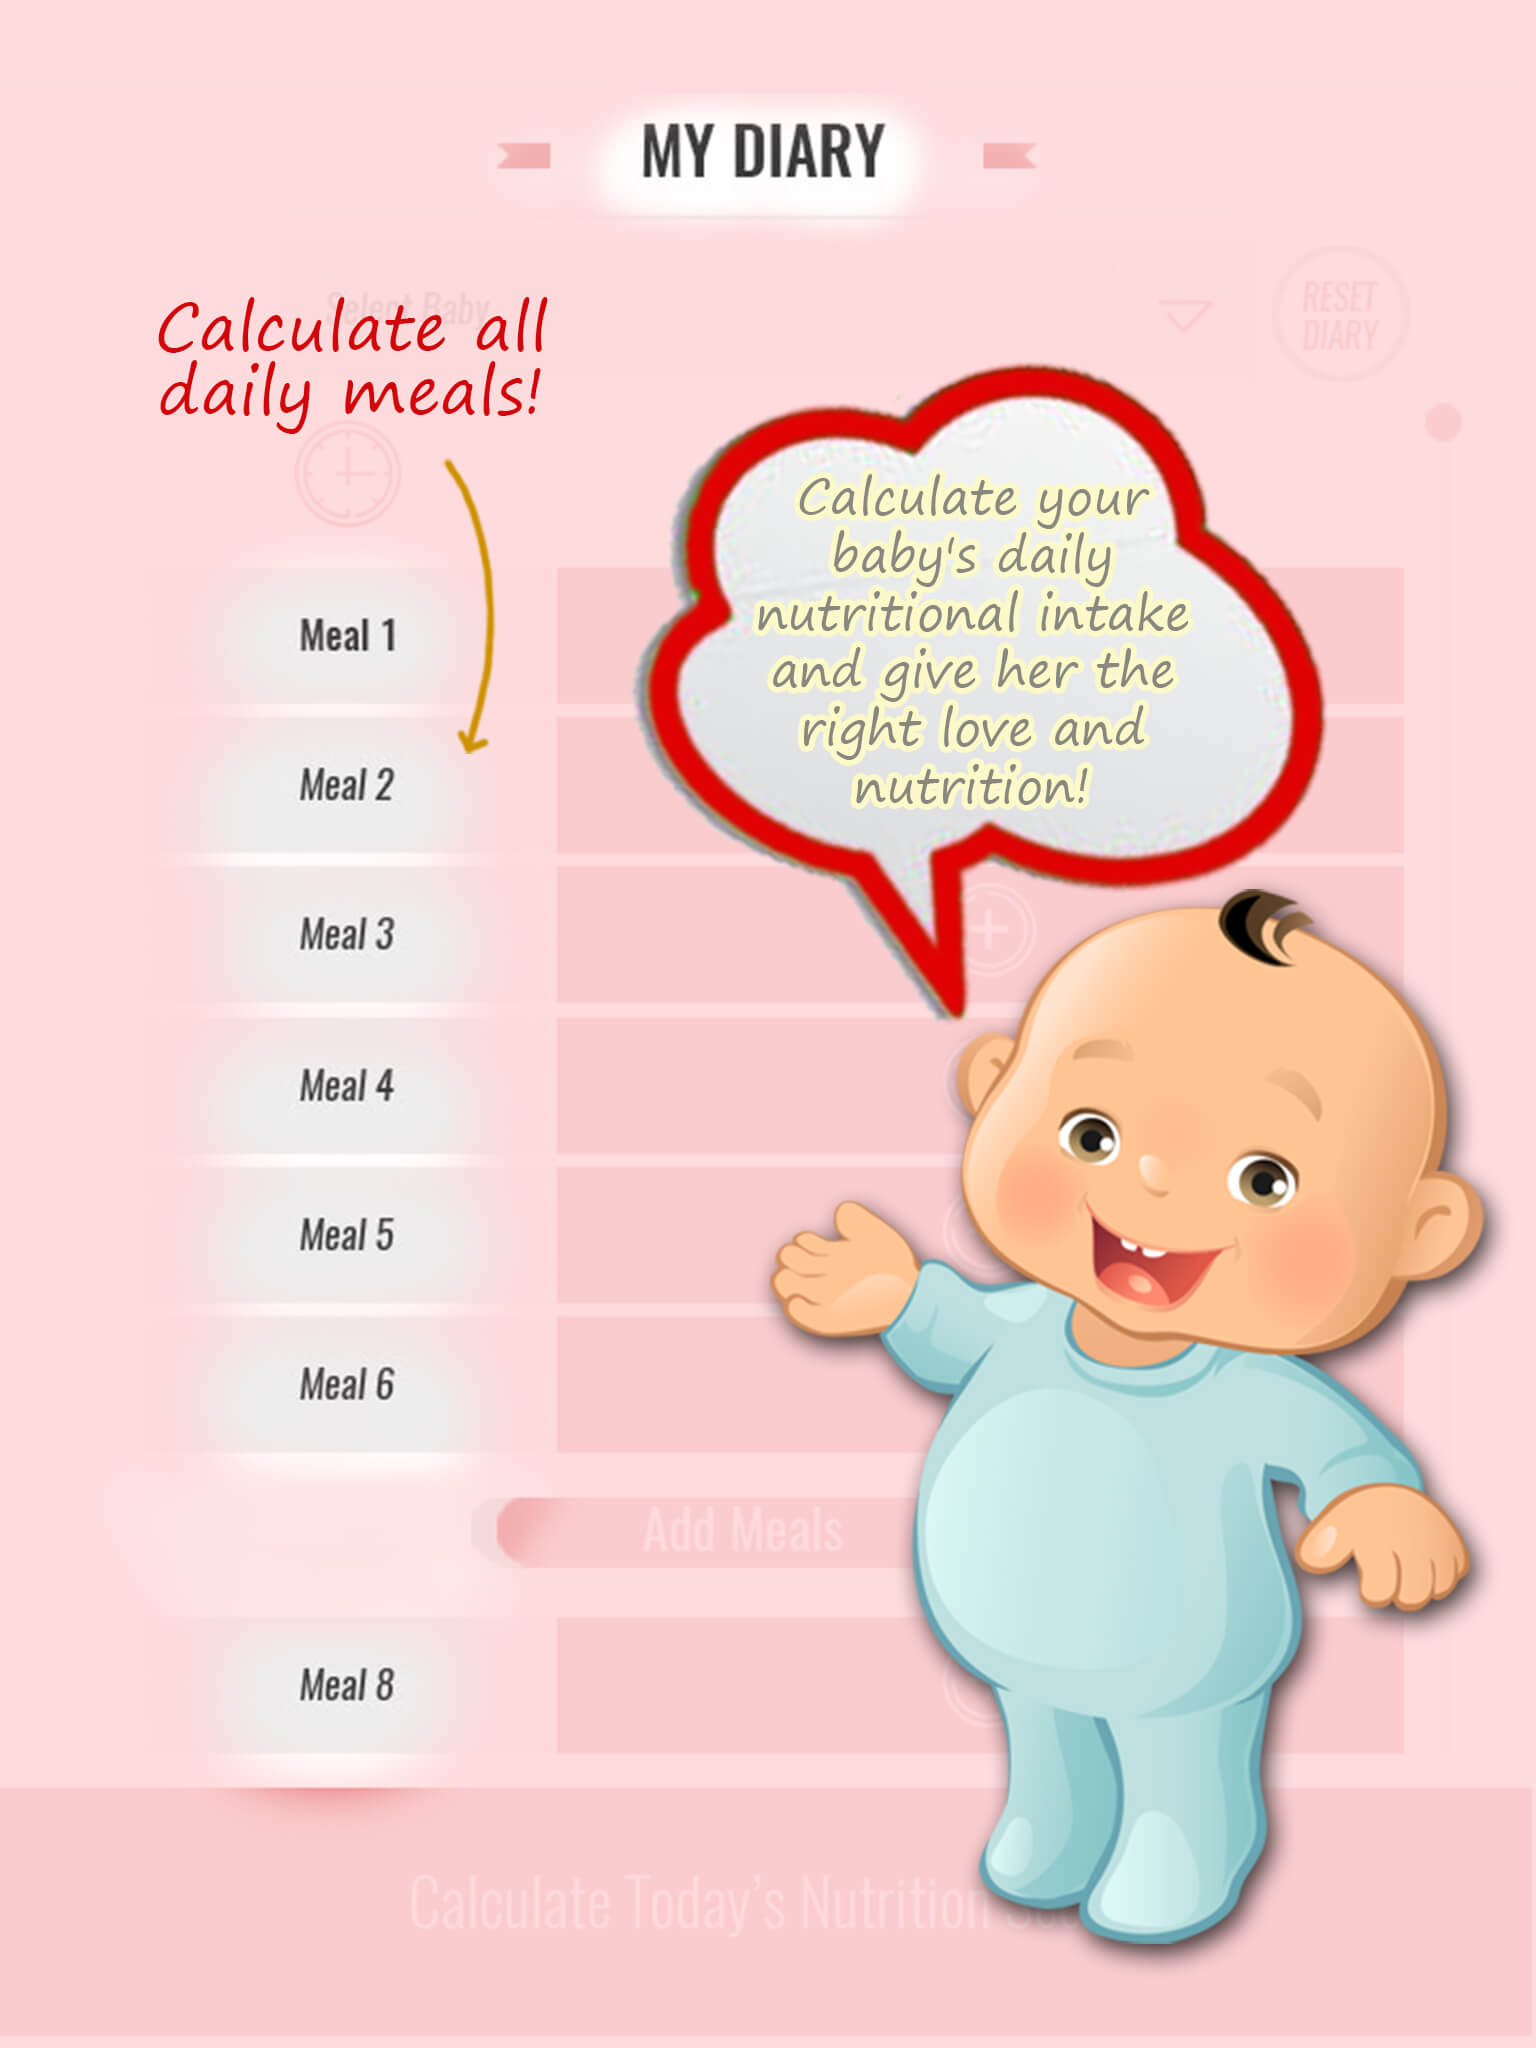 MY DIARY
Select Baby
RESET
DIARY
Calculate all
daily meals!
Calculate your
baby's daily
nutritional intake
and give her the
right love and
nutrition!
Meal 1
Meal 2
Meal 3
Meal 4
Meal 5
Meal 6
Add Meals
Meal 8
Calculate Today's Nutrition